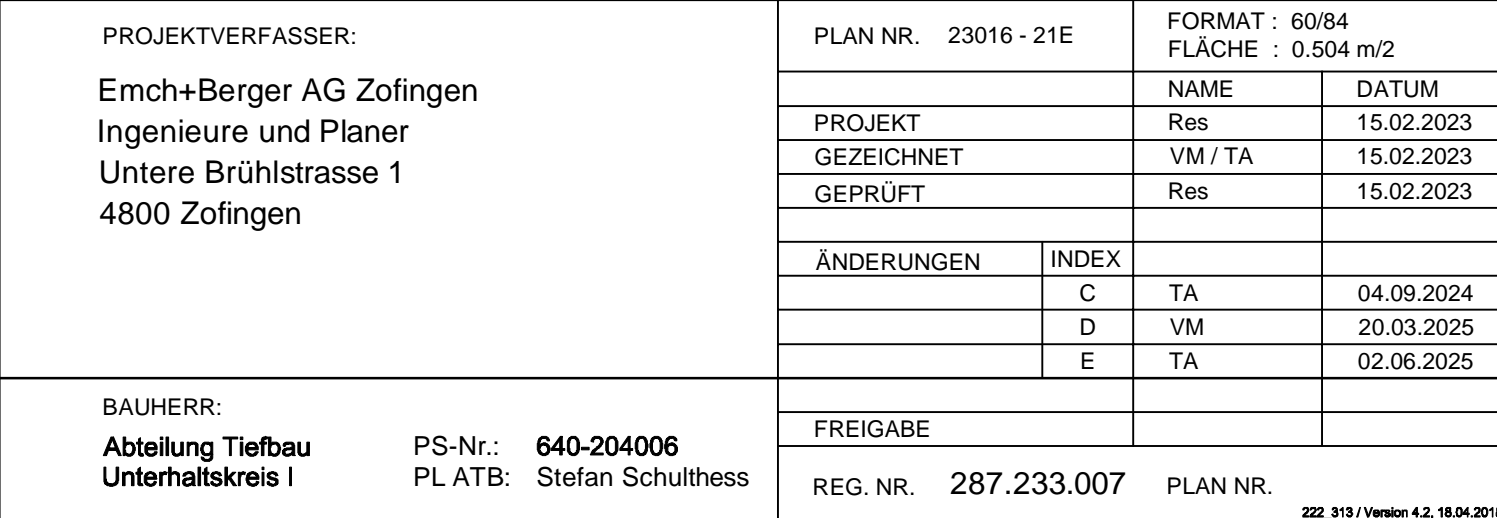 PROJEKTVERFASSER:
Emch+Berger AG Zofingen
Ingenieure und Planer
Untere Brühlstrasse 1
4800 Zofingen
PLAN NR. 23016 - 21E
FORMAT : 60/84
FLÄCHE : 0.504 m/2
NAME DATUM
PROJEKT Res 15.02.2023
GEZEICHNET VM / TA 15.02.2023
GEPRÜFT Res 15.02.2023
ÄNDERUNGEN INDEX
C TA 04.09.2024
D VM 20.03.2025
E TA 02.06.2025
BAUHERR:
Abteilung Tiefbau PS-Nr.: 640-204006
Unterhaltskreis I PL ATB: Stefan Schulthess
FREIGABE
REG. NR. 287.233.007 PLAN NR.
222_313 / Version 4.2, 18.04.2018